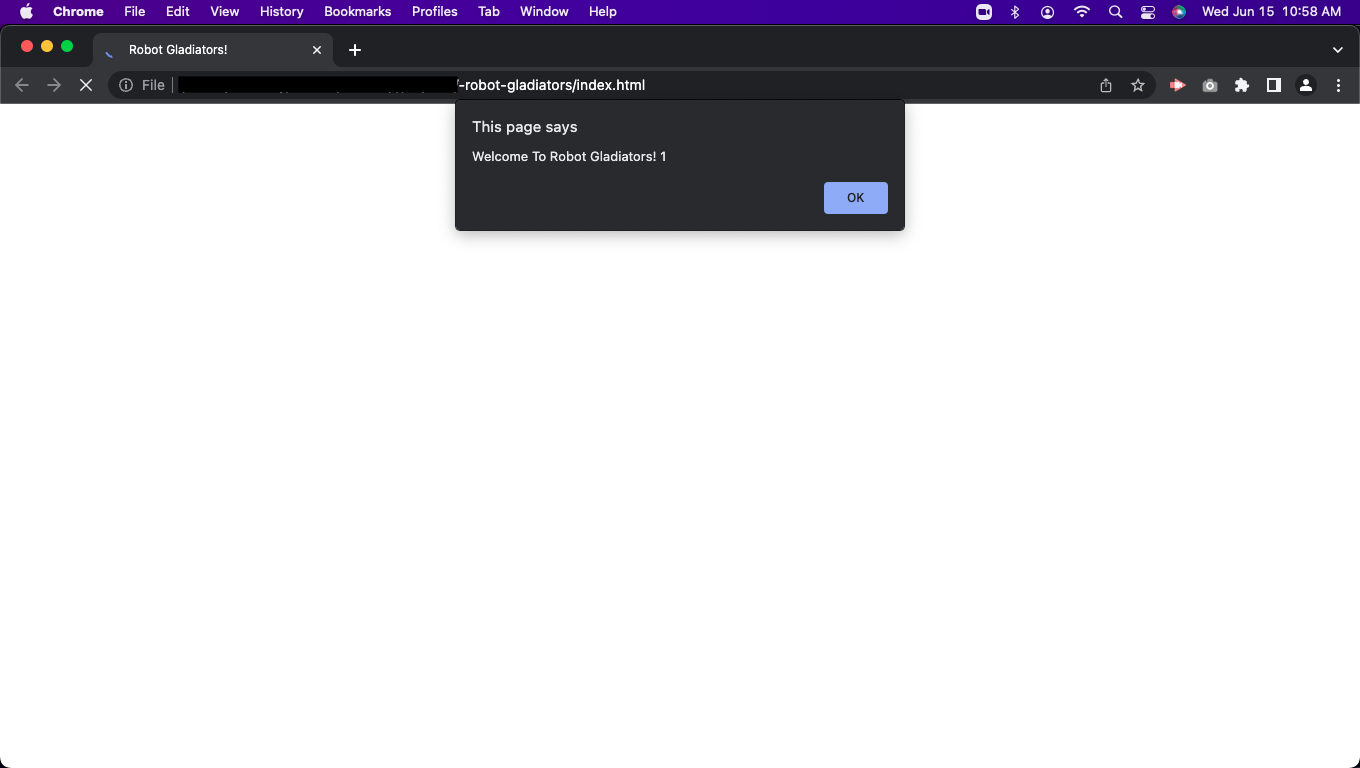 Chrome File Edit View History Bookmarks Profiles Tab Window Help Wed Jun 15 10:58 AM
Robot Gladiators!
File -robot-gladiators/index.html
This page says
Welcome To Robot Gladiators! 1
OK